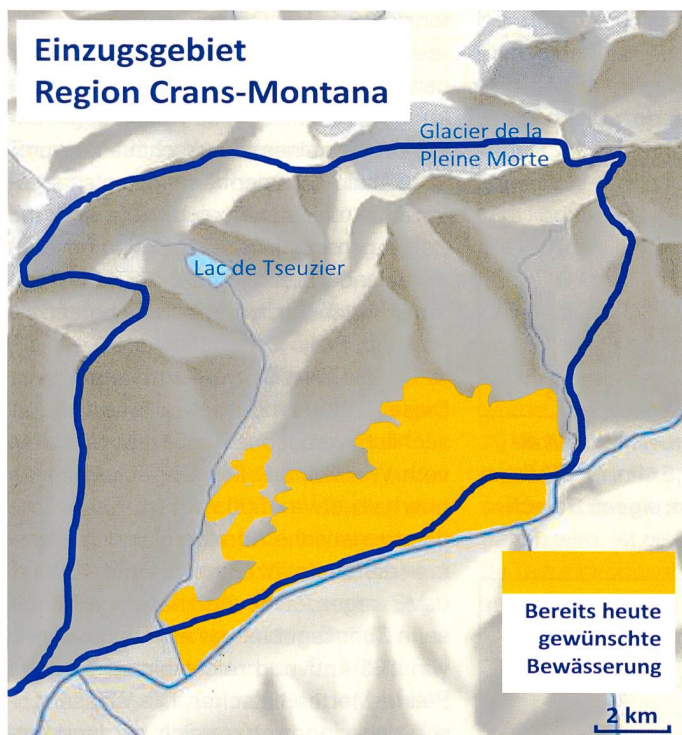 Einzugsgebiet
Region Crans-Montana
Glacier de la
Pleine Morte
Lac de Tseuzier
Bereits heute
gewünschte
Bewässerung
2 km